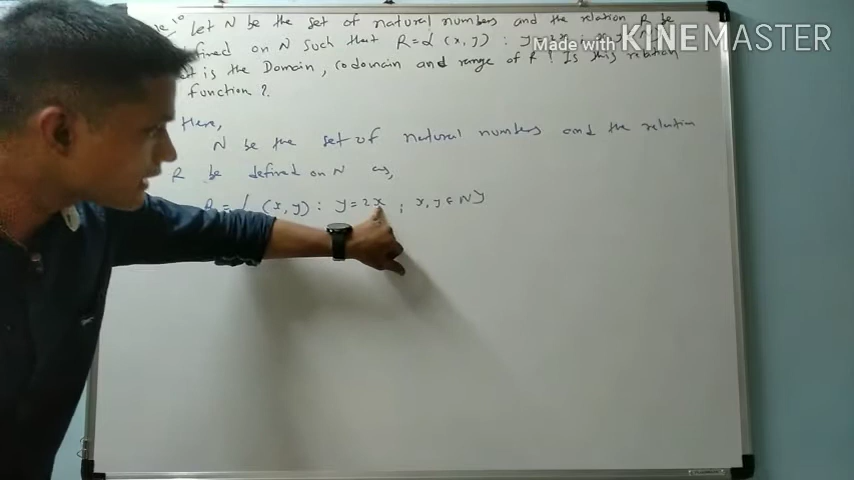 Let N be the set of natural numbers and the relation R be
defined on N such that R = { (x, y) : y = 2x ; x, y
is the Domain, codomain and range of R ? Is this relation
function ?
Made with KINEMASTER
Here,
N be the set of natural numbers and the relation
R be defined on N as,
R = { (x, y) : y = 2x ; x, y ∈ N }